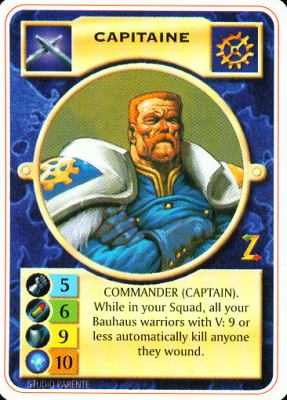 CAPITAINE
Z
5
6
9
10
COMMANDER (CAPTAIN).
While in your Squad, all your
Bauhaus warriors with V: 9 or
less automatically kill anyone
they wound.
STUDIO PARENTE